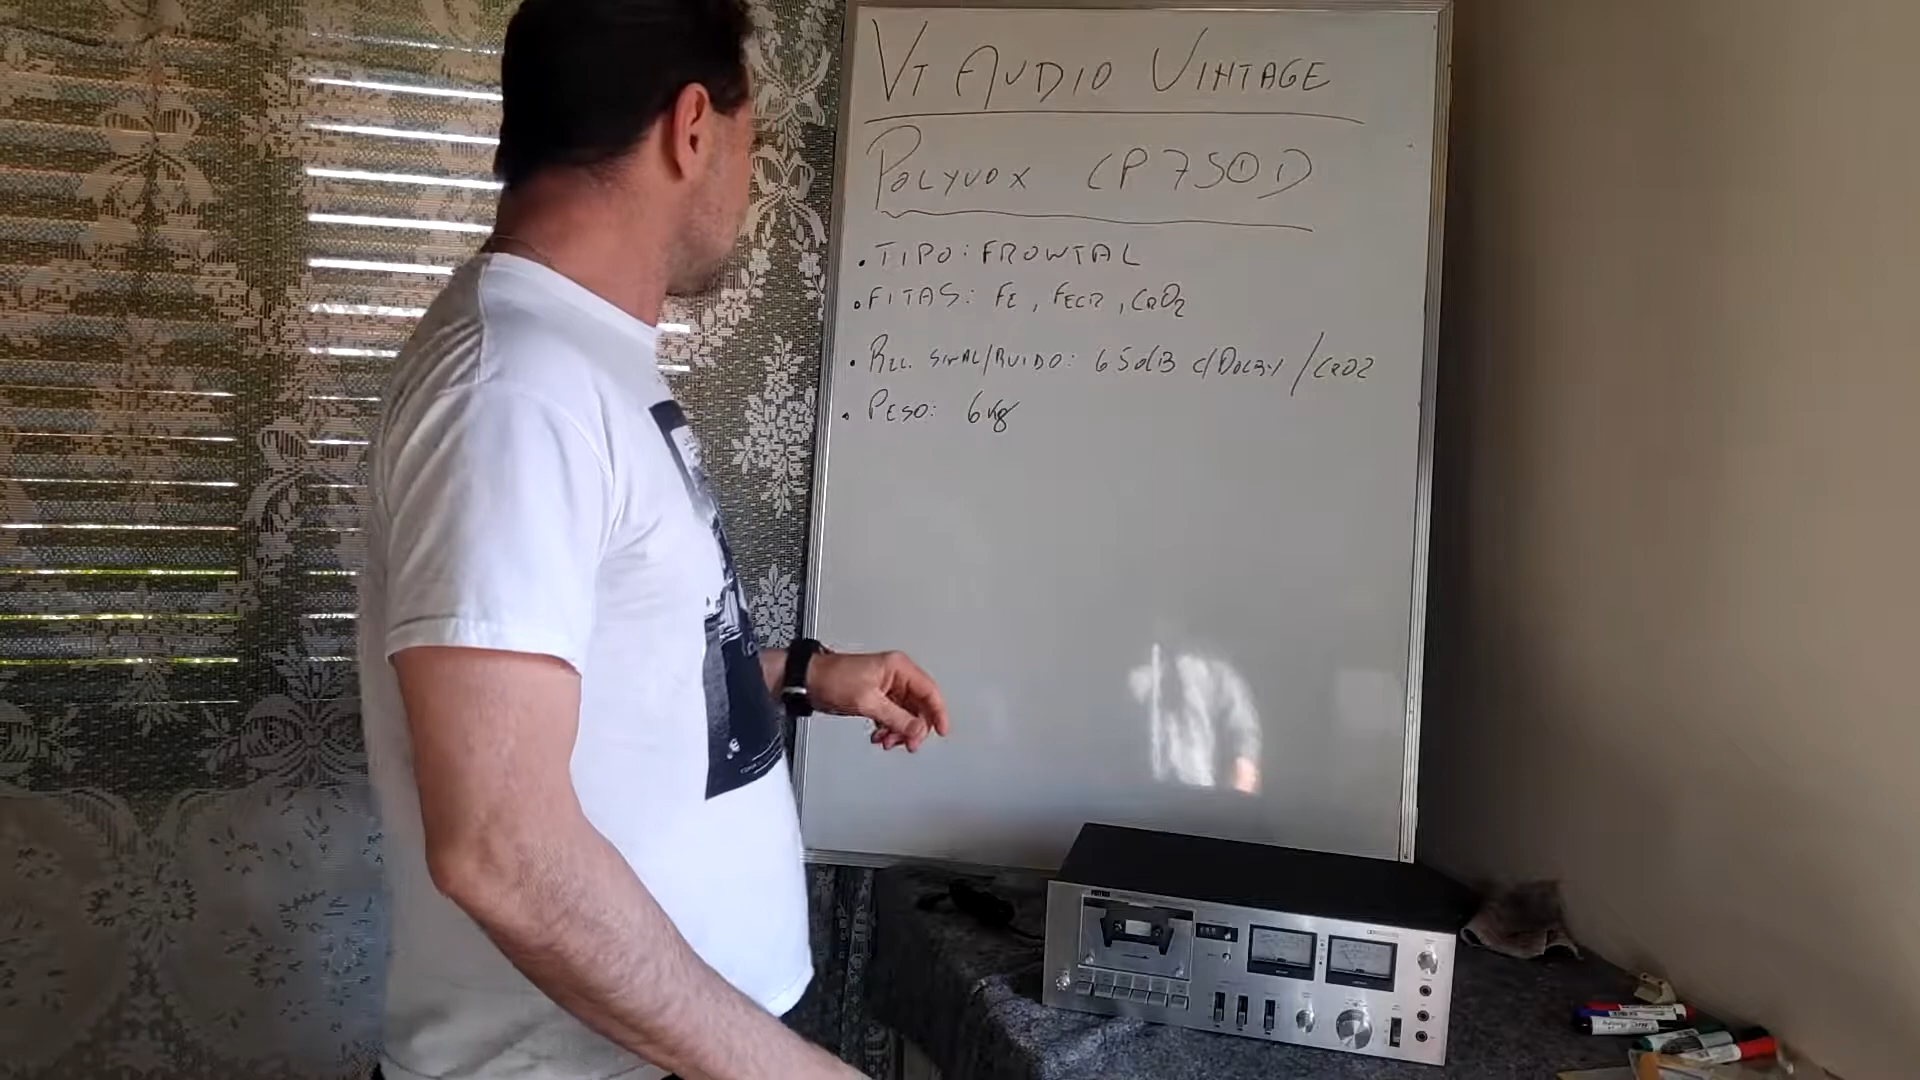 VT AUDIO VINTAGE
POLYVOX CP750D
• TIPO: FRONTAL
• FITAS: FE, FECR, CRO2
• REL. SINAL/RUIDO: 65dB c/DOLBY / CRO2
• PESO: 6Kg